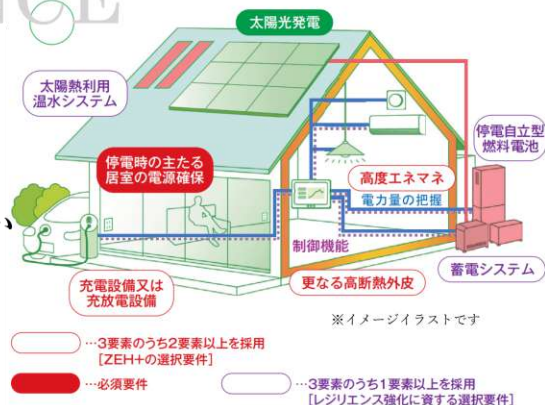 太陽光発電
太陽熱利用
温水システム
停電時の主たる
居室の電源確保
停電自立型
燃料電池
高度エネマネ
電力量の把握
い
制御機能
蓄電システム
充電設備又は
充放電設備
更なる高断熱外皮
※イメージイラストです
…3要素のうち2要素以上を採用
[ZEH+の選択要件]
…必須要件
…3要素のうち1要素以上を採用
[レジリエンス強化に資する選択要件]